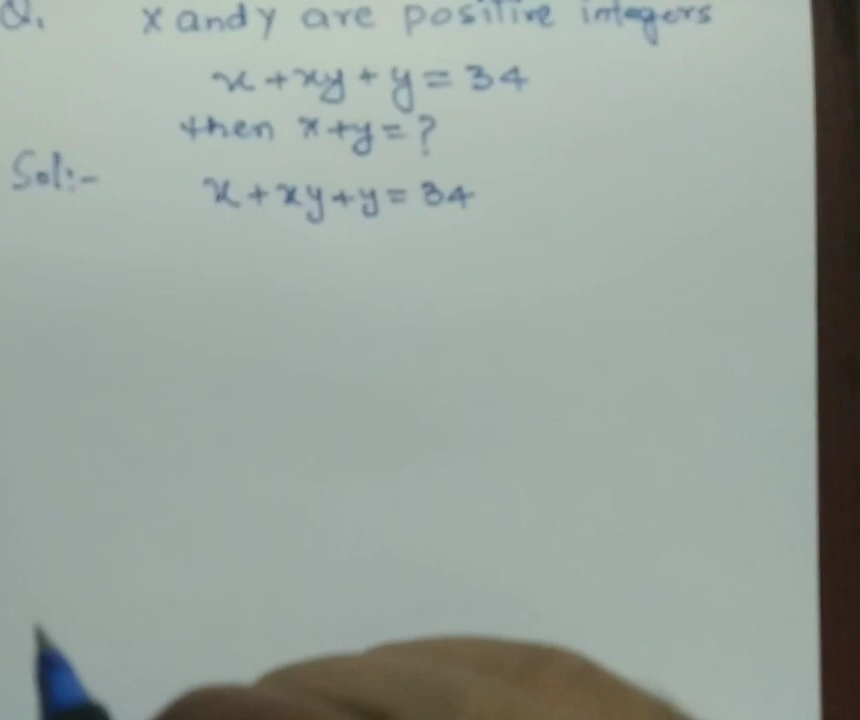 Q. x and y are positive integers
x + xy + y = 34
then x + y = ?
Sol:- x + xy + y = 34